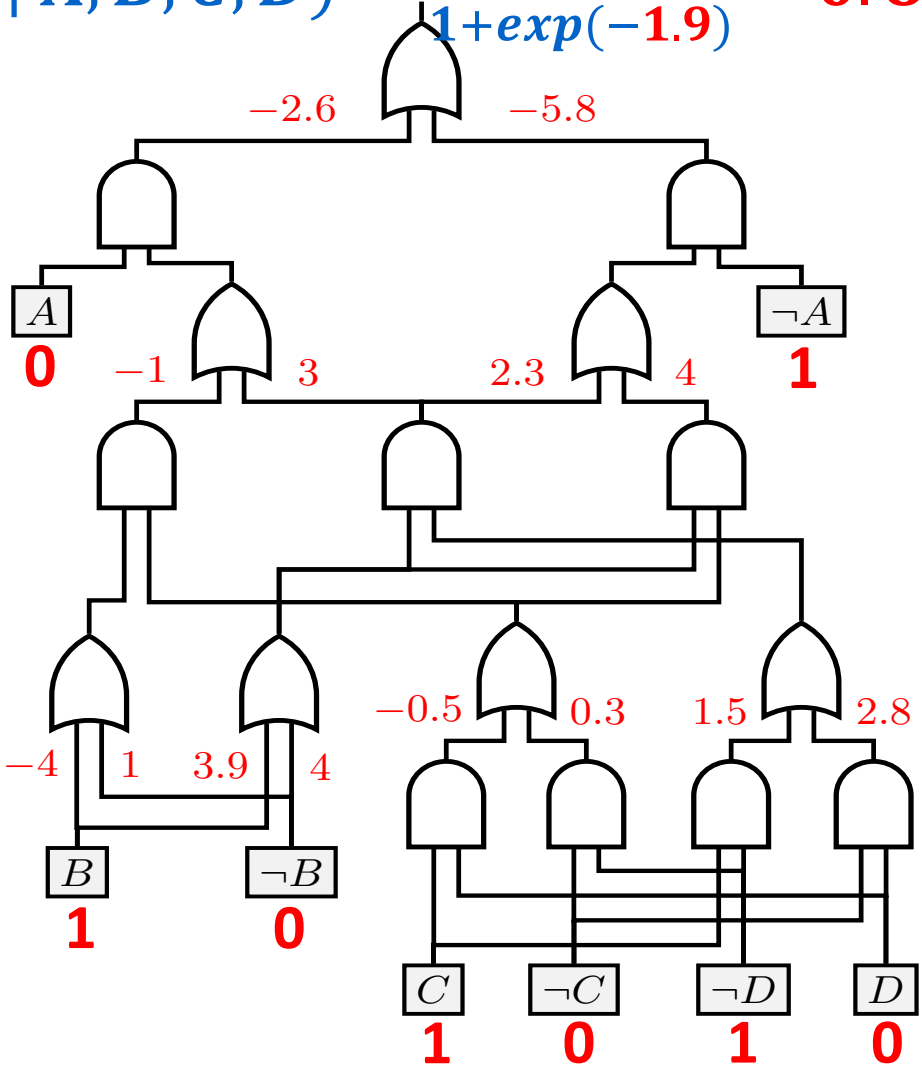 | A, B, C, D)
1+exp(−1.9)
−2.6 −5.8
A ¬A
0 1
−1 3 2.3 4
−0.5 0.3 1.5 2.8
−4 1 3.9 4
B ¬B
1 0
C ¬C ¬D D
1 0 1 0